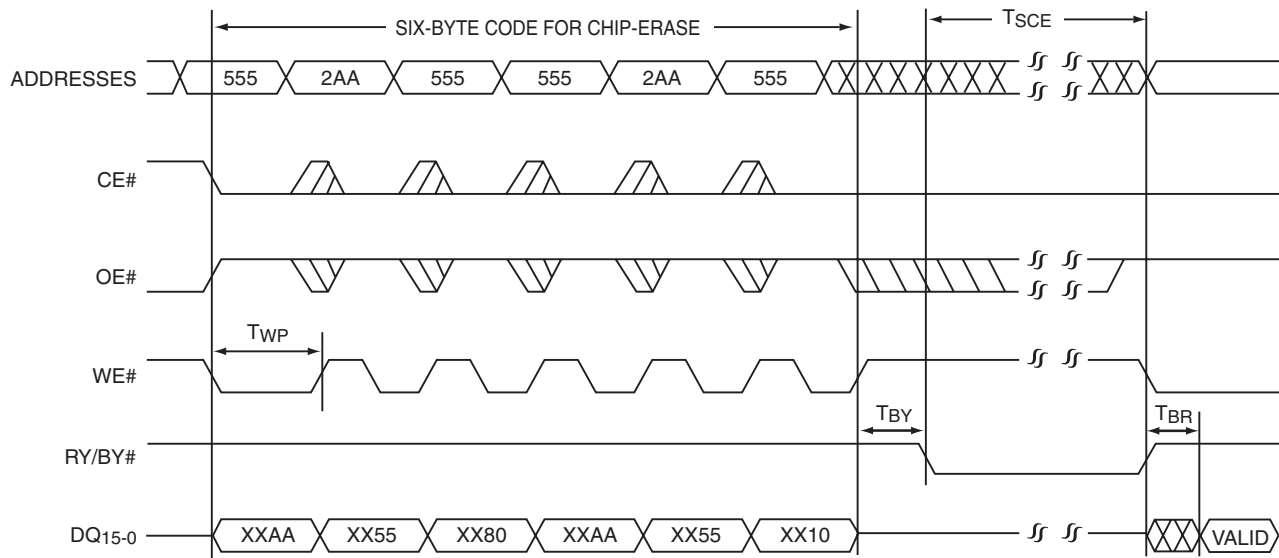 SIX-BYTE CODE FOR CHIP-ERASE TSCE
ADDRESSES 555 2AA 555 555 2AA 555
CE#
OE#
TWP
WE#
TBY TBR
RY/BY#
DQ15-0 XXAA XX55 XX80 XXAA XX55 XX10 VALID